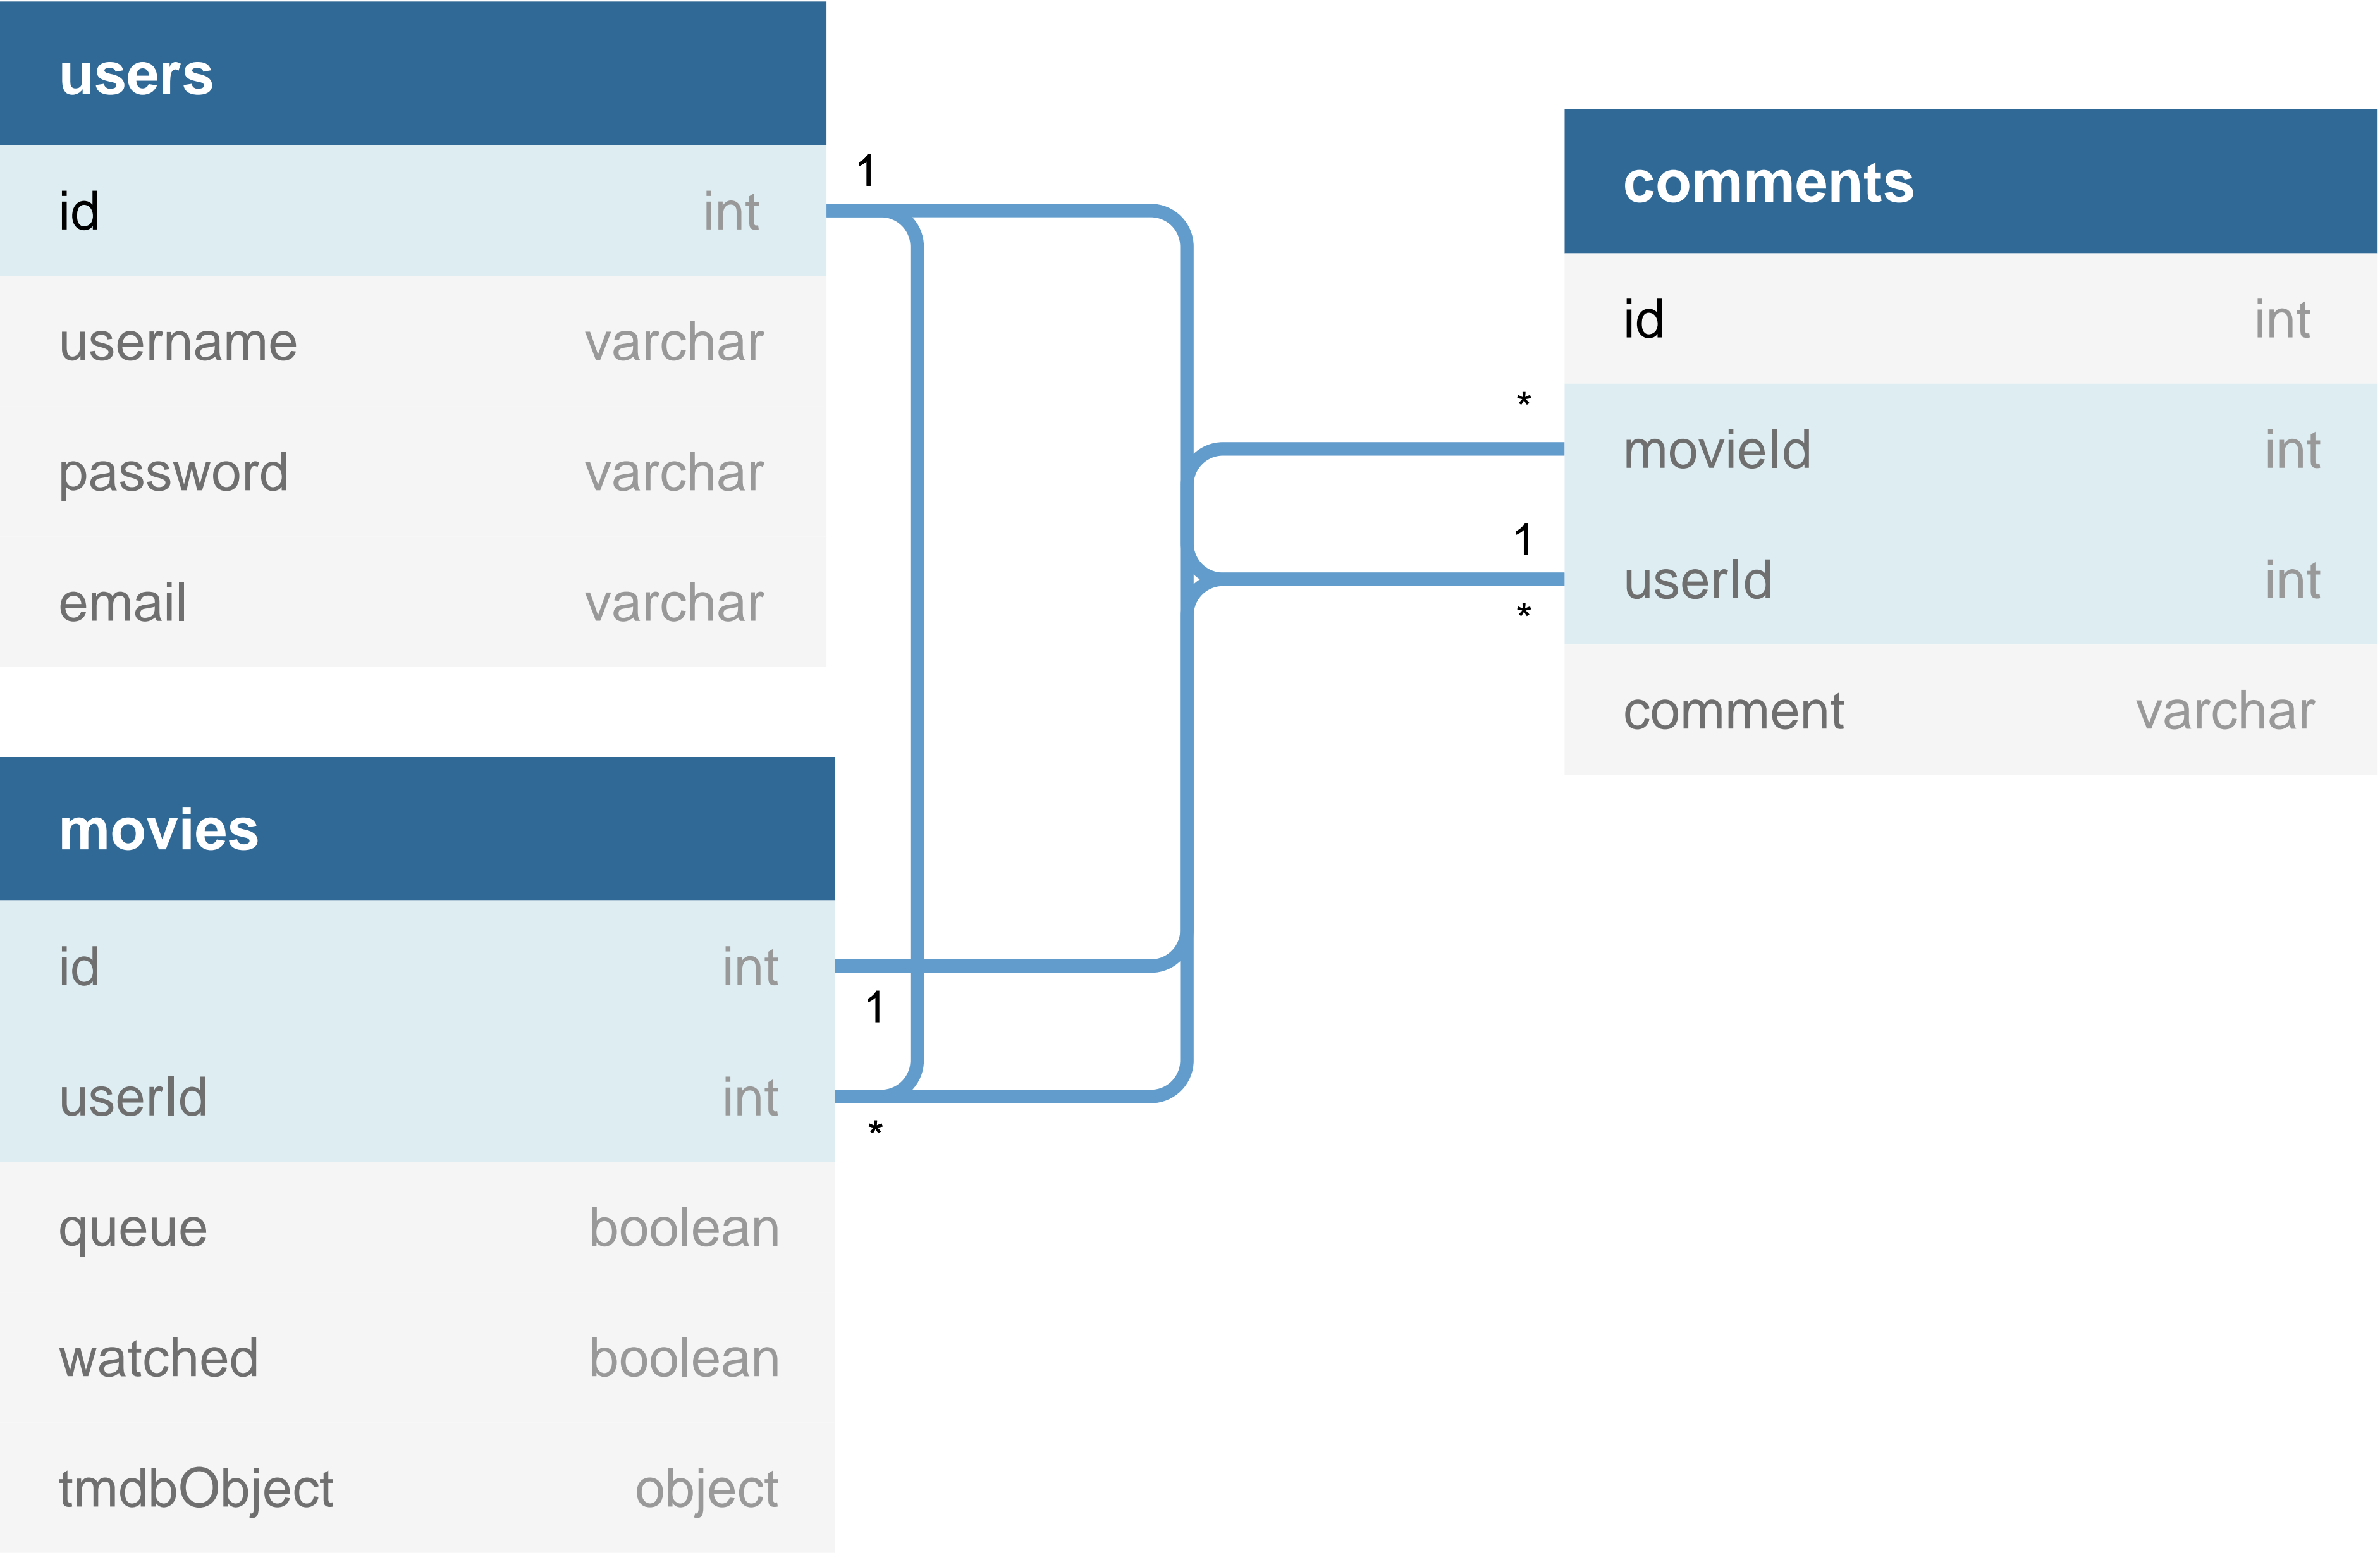 users
id int
username varchar
password varchar
email varchar
1
comments
id int
movieId int
userId int
comment varchar
*
1
*
movies
id int
userId int
queue boolean
watched boolean
tmdbObject object
1
*